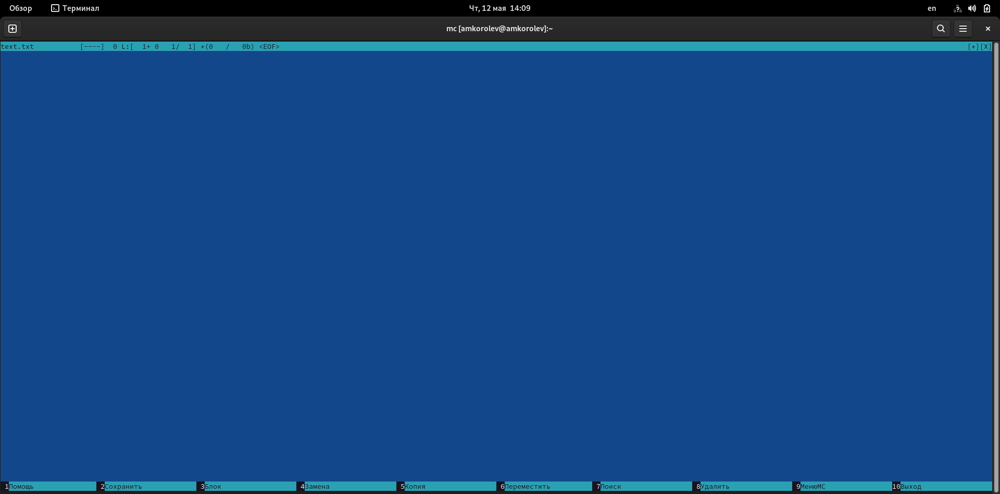 Обзор Терминал Чт, 12 мая 14:09 en
mc [amkorolev@amkorolev]:~
text.txt [----] 0 L:[ 1+ 0 1/ 1] *(0 / 0b) <EOF> [*][X]
1Помощь 2Сохранить 3Блок 4Замена 5Копия 6Переместить 7Поиск 8Удалить 9МенюMC 10Выход